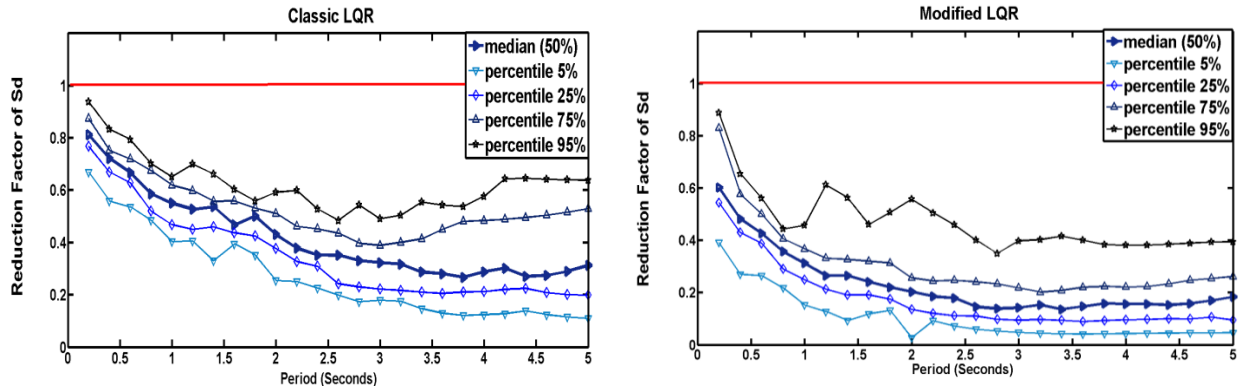 Classic LQR
Reduction Factor of Sd
1
0.8
0.6
0.4
0.2
0
0 0.5 1 1.5 2 2.5 3 3.5 4 4.5 5
Period (Seconds)
median (50%)
percentile 5%
percentile 25%
percentile 75%
percentile 95%
Modified LQR
Reduction Factor of Sd
1
0.8
0.6
0.4
0.2
0
0 0.5 1 1.5 2 2.5 3 3.5 4 4.5 5
Period (Seconds)
median (50%)
percentile 5%
percentile 25%
percentile 75%
percentile 95%